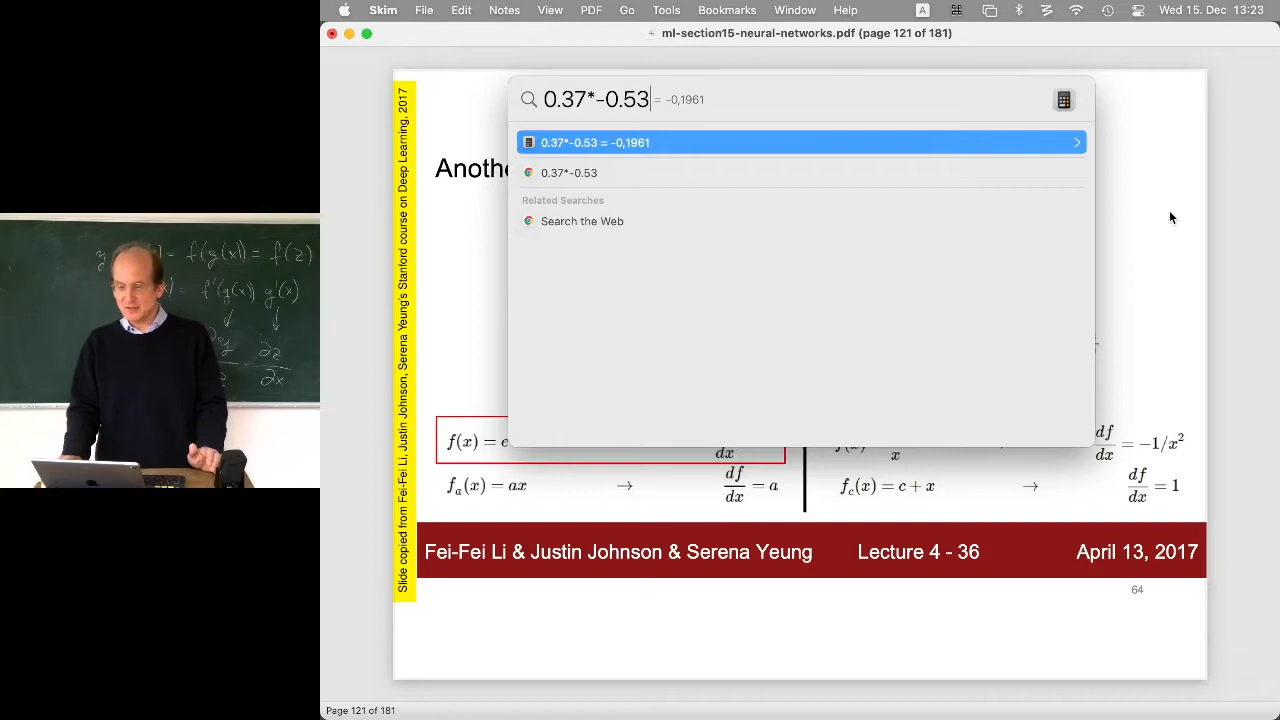 Skim File Edit Notes View PDF Go Tools Bookmarks Window Help A Wed 15. Dec 13:23
ml-section15-neural-networks.pdf (page 121 of 181)
0.37*-0.53 = -0,1961
0.37*-0.53 = -0,1961
0.37*-0.53
Related Searches
Search the Web
Slide copied from Fei-Fei Li, Justin Johnson, Serena Yeung's Stanford course on Deep Learning, 2017
= f(g(x)) = f(z)
f'(g(x)) g'(x)
∂z
∂x
f(x) = e
dx
df/dx = -1/x²
x
f_a(x) = ax → df/dx = a
f_c(x) = c + x → df/dx = 1
Fei-Fei Li & Justin Johnson & Serena Yeung Lecture 4 - 36 April 13, 2017
64
Page 121 of 181